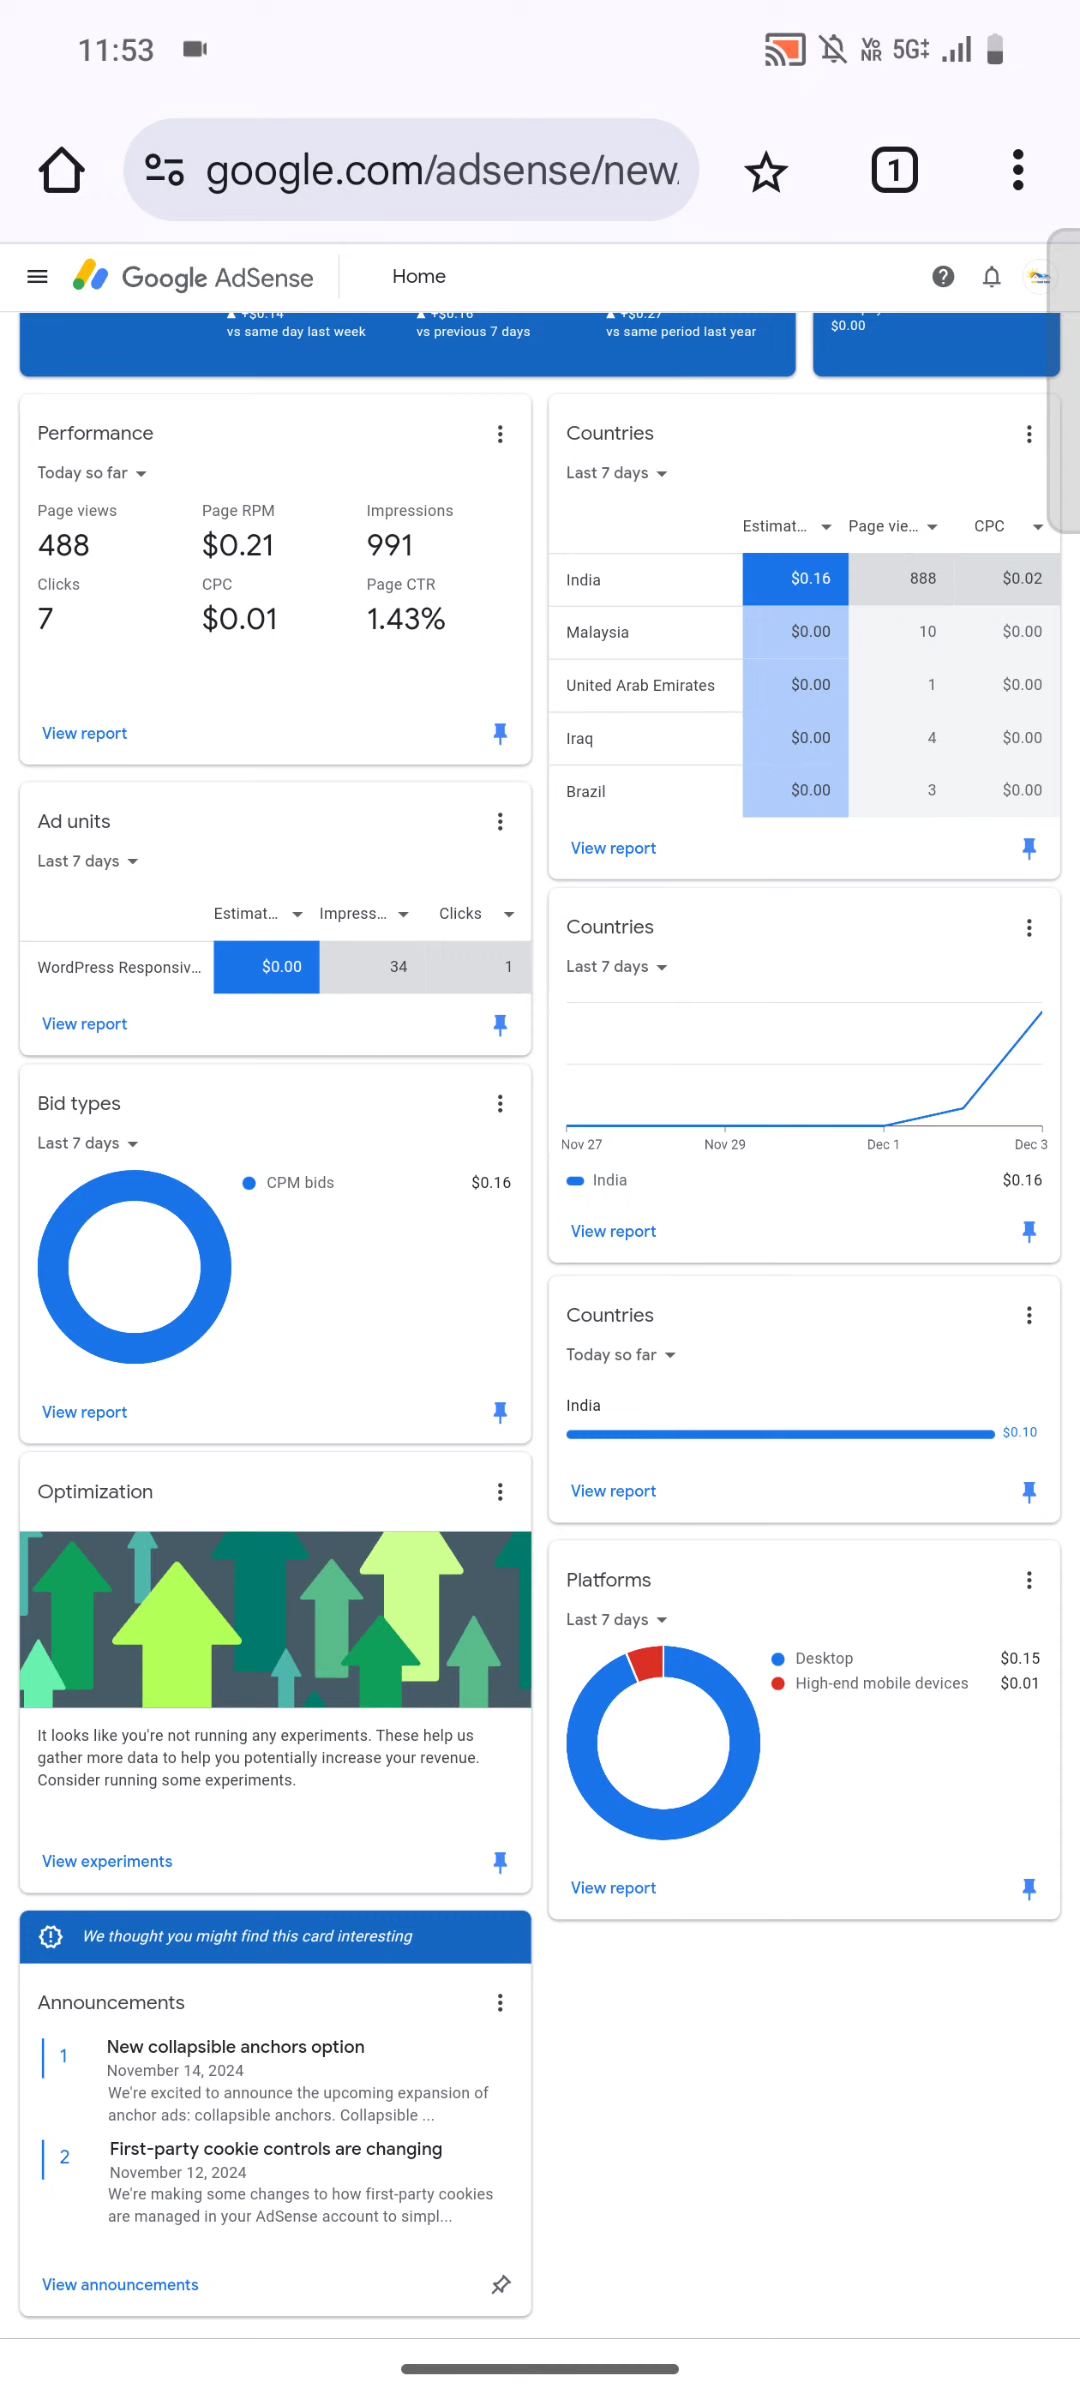 11:53
Vo NR 5G
google.com/adsense/new
1
Google AdSense
Home
vs same day last week
vs previous 7 days
vs same period last year
$0.00
Performance
Today so far
Page views
Page RPM
Impressions
488
$0.21
991
Clicks
CPC
Page CTR
7
$0.01
1.43%
View report
Countries
Last 7 days
Estimat... Page vie... CPC
India $0.16 888 $0.02
Malaysia $0.00 10 $0.00
United Arab Emirates $0.00 1 $0.00
Iraq $0.00 4 $0.00
Brazil $0.00 3 $0.00
View report
Ad units
Last 7 days
Estimat... Impress... Clicks
WordPress Responsiv... $0.00 34 1
View report
Countries
Last 7 days
Nov 27 Nov 29 Dec 1 Dec 3
India $0.16
View report
Bid types
Last 7 days
CPM bids $0.16
View report
Countries
Today so far
India
$0.10
View report
Optimization
It looks like you're not running any experiments. These help us
gather more data to help you potentially increase your revenue.
Consider running some experiments.
View experiments
Platforms
Last 7 days
Desktop $0.15
High-end mobile devices $0.01
View report
We thought you might find this card interesting
Announcements
1
New collapsible anchors option
November 14, 2024
We're excited to announce the upcoming expansion of
anchor ads: collapsible anchors. Collapsible ...
2
First-party cookie controls are changing
November 12, 2024
We're making some changes to how first-party cookies
are managed in your AdSense account to simpl...
View announcements